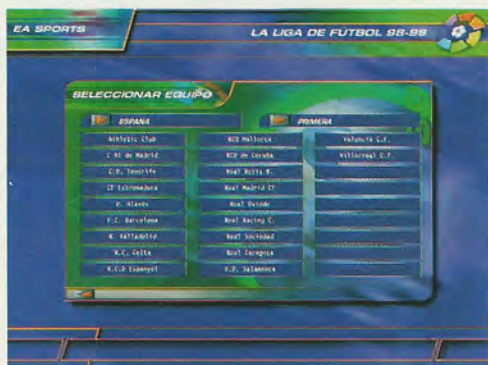 EA SPORTS
LA LIGA DE FÚTBOL 98-99
SELECCIONAR EQUIPO
ESPAÑA
PRIMERA
Athletic Club
C At de Madrid
C.D. Tenerife
CF Extremadura
D. Alavés
F.C. Barcelona
R. Valladolid
R.C. Celta
R.C.D Espanyol
RCD Mallorca
RCD de Coruña
Real Betis B.
Real Madrid CF
Real Oviedo
Real Racing C.
Real Sociedad
Real Zaragoza
U.D. Salamanca
Valencia C.F.
Villarreal C.F.